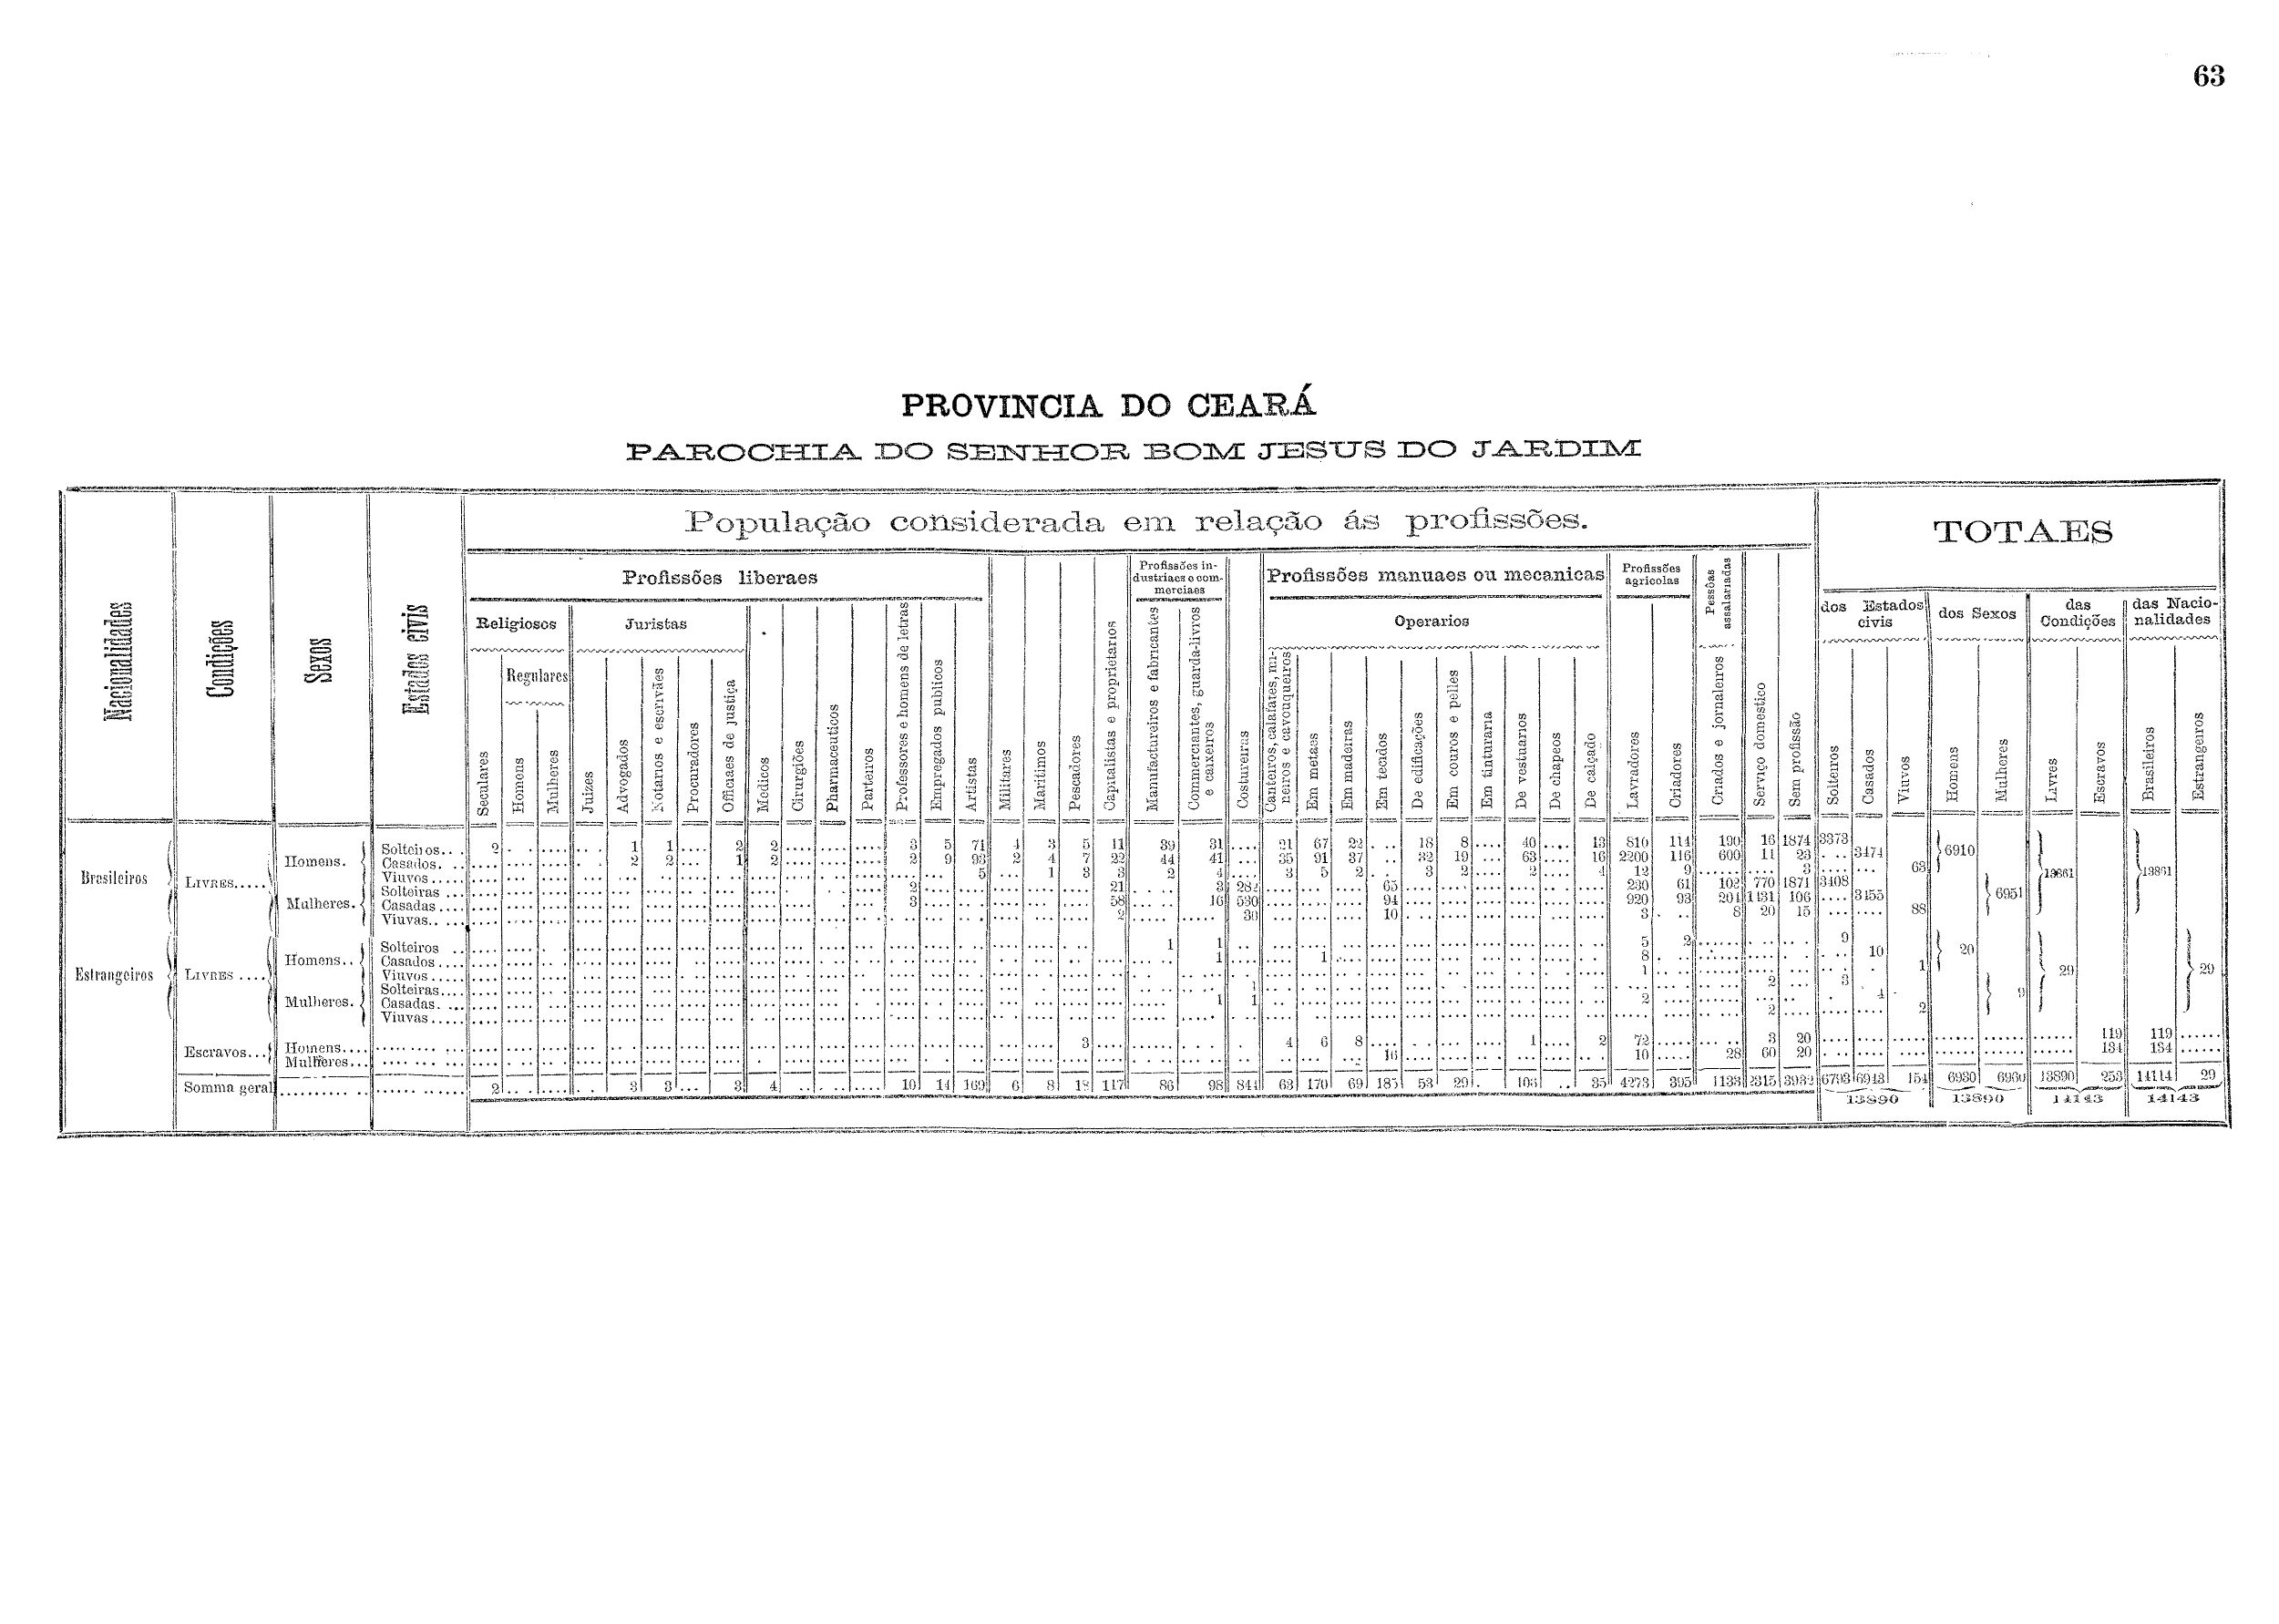 63
PROVINCIA DO CEARÁ
PAROCHIA DO SENHOR BOM JESUS DO JARDIM
Nacionalidades
Condições
Sexos
Estados civis
População considerada em relação ás profissões.
TOTAES
Profissões liberaes
Profissões industriaes e commerciaes
Profissões manuaes ou mecanicas
Profissões agricolas
Pessôas assalariadas
Religiosos
Juristas
Operarios
dos Estados civis
dos Sexos
das Condições
das Nacionalidades
Regulares
Seculares
Homens
Mulheres
Juizes
Advogados
Notarios e escrivães
Procuradores
Officiaes de justiça
Medicos
Cirurgiões
Pharmaceuticos
Parteiros
Professores e homens de letras
Empregados publicos
Artistas
Militares
Maritimos
Pescadores
Capitalistas e proprietarios
Manufactureiros e fabricantes
Commerciantes, guarda-livros e caixeiros
Costureiras
Canteiros, calafates, mineiros e cavouqueiros
Em metaes
Em madeiras
Em tecidos
De edificações
Em couros e pelles
Em tinturaria
De vestuarios
De chapeos
De calçado
Lavradores
Criadores
Criados e jornaleiros
Serviço domestico
Sem profissão
Solteiros
Casados
Viuvos
Homens
Mulheres
Livres
Escravos
Brasileiros
Estrangeiros
Brasileiros
LIVRES.....
Homens.
Solteiros... 2 1 1 2 2 3 5 71 4 3 5 11 39 31 21 67 22 18 8 40 13 810 114 190 16 1874 3373
Casados. 2 2 1 2 2 9 93 2 4 7 22 44 41 35 91 37 32 19 63 16 2200 116 600 11 23 3474
Viuvos 5 1 3 3 2 4 3 5 2 3 2 2 4 12 9 3 63
6910
Mulheres.
Solteiras 2 21 3 282 65 230 61 102 770 1871 3408
Casadas 3 58 16 530 94 920 93 204 1131 106 3155
Viuvas 2 30 10 3 8 20 15 88
6951
13861
13861
Estrangeiros
LIVRES ....
Homens..
Solteiros 1 1 5 2 9
Casados 1 1 8 10
Viuvos 1 1
20
Mulheres.
Solteiras 1 2 3
Casadas. 1 1 2 4
Viuvas 2 2
9
29
29
Escravos...
Homens.... 3 4 6 8 1 2 72 3 20 119 119
Mulheres... 16 10 28 60 20 134 134
Somma geral 2 3 3 3 4 10 14 169 6 8 18 117 86 98 844 63 170 69 185 53 29 35 4273 395 1133 2315 6943 154 6930 6960 13890 253 14114 29
13890
13890
14143
14143